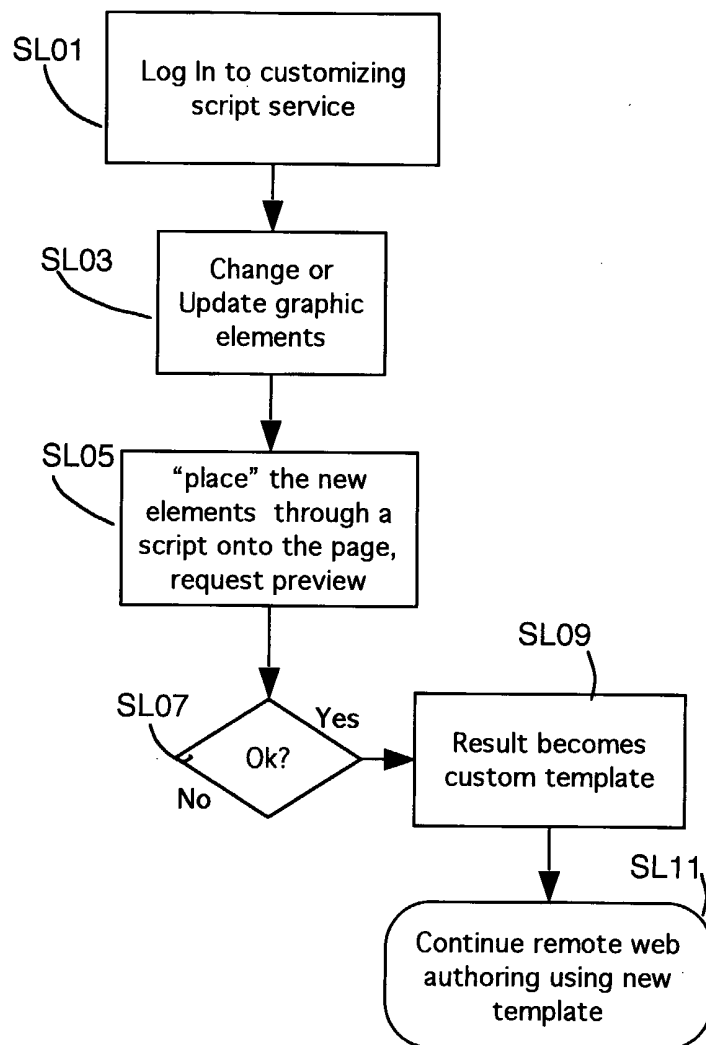 SL01
Log In to customizing
script service
SL03
Change or
Update graphic
elements
SL05
“place” the new
elements through a
script onto the page,
request preview
SL07
Ok?
Yes
No
SL09
Result becomes
custom template
SL11
Continue remote web
authoring using new
template